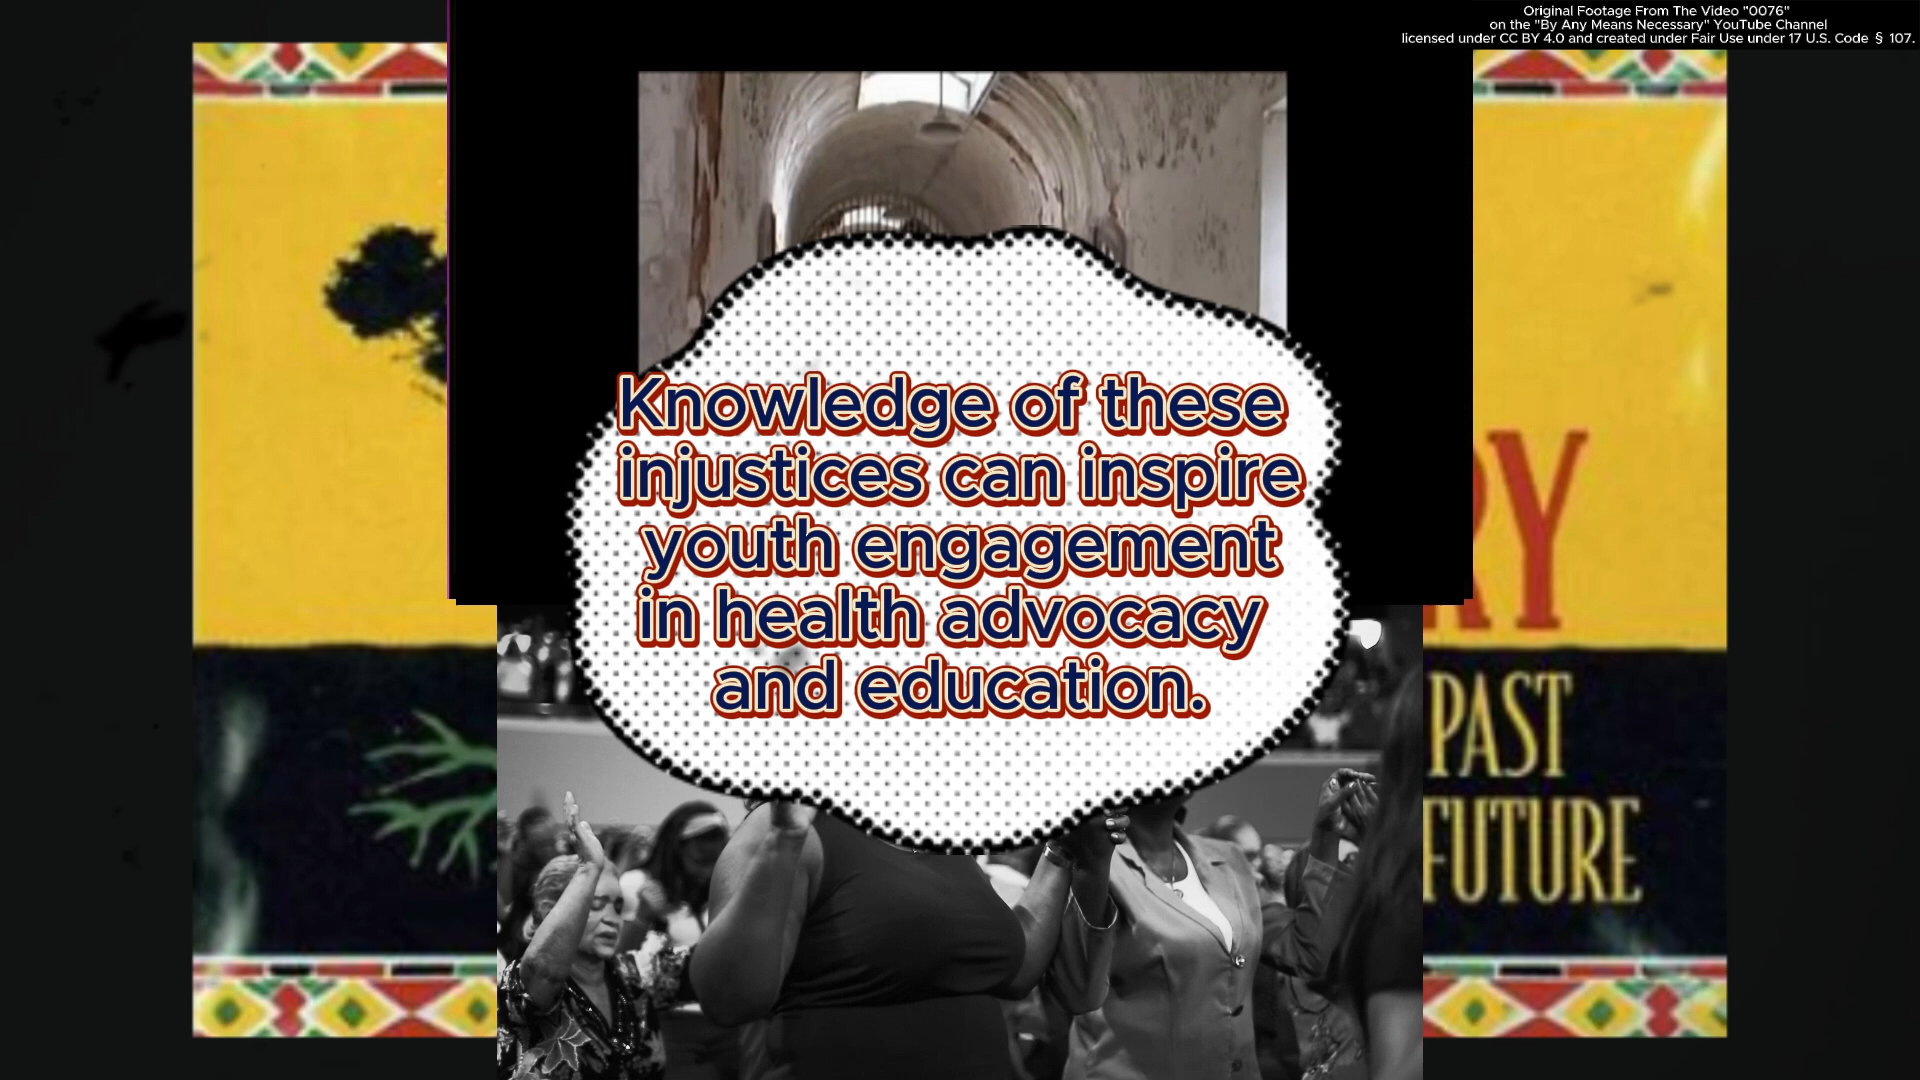 Original Footage From The Video "0076"
on the "By Any Means Necessary" YouTube Channel
licensed under CC BY 4.0 and created under Fair Use under 17 U.S. Code § 107.
Knowledge of these
injustices can inspire
youth engagement
in health advocacy
and education.
RY
PAST
FUTURE